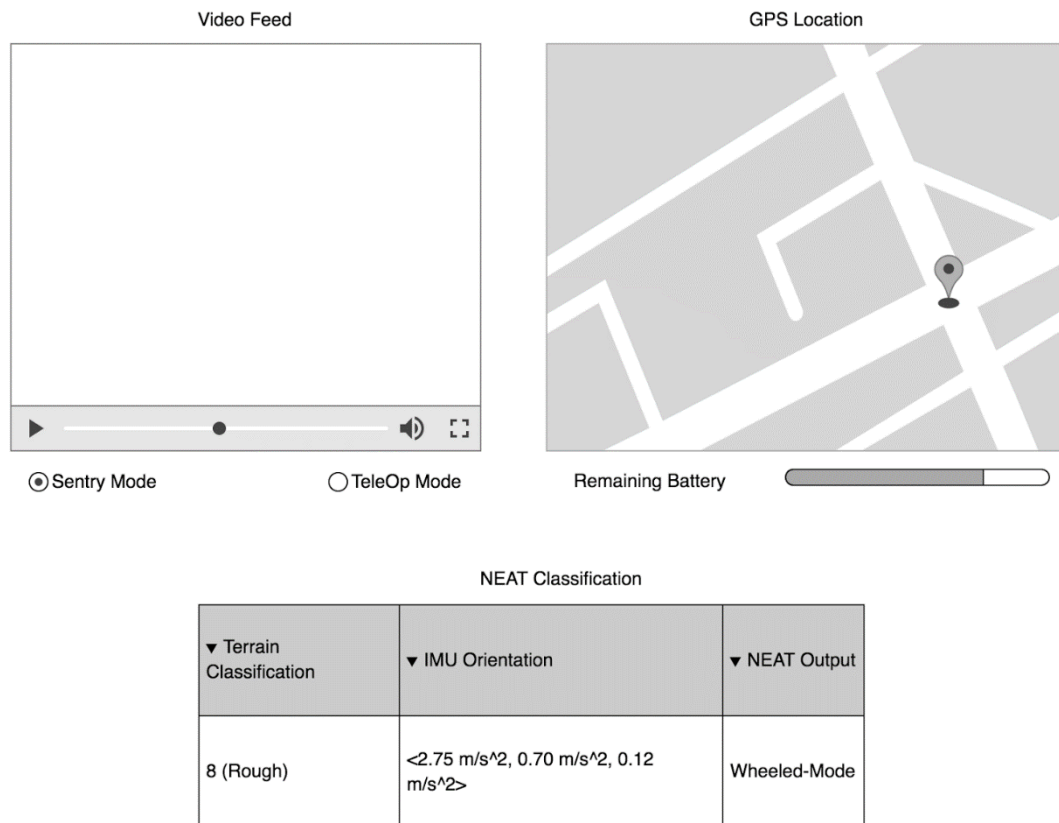 Video Feed
GPS Location
Sentry Mode
TeleOp Mode
Remaining Battery
NEAT Classification
▼ Terrain
Classification
▼ IMU Orientation
▼ NEAT Output
8 (Rough)
<2.75 m/s^2, 0.70 m/s^2, 0.12
m/s^2>
Wheeled-Mode